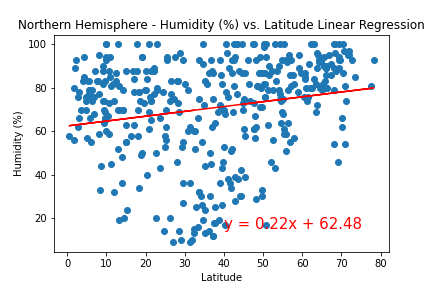 Northern Hemisphere - Humidity (%) vs. Latitude Linear Regression
100
80
60
40
20
Humidity (%)
y = 0.22x + 62.48
0 10 20 30 40 50 60 70 80
Latitude